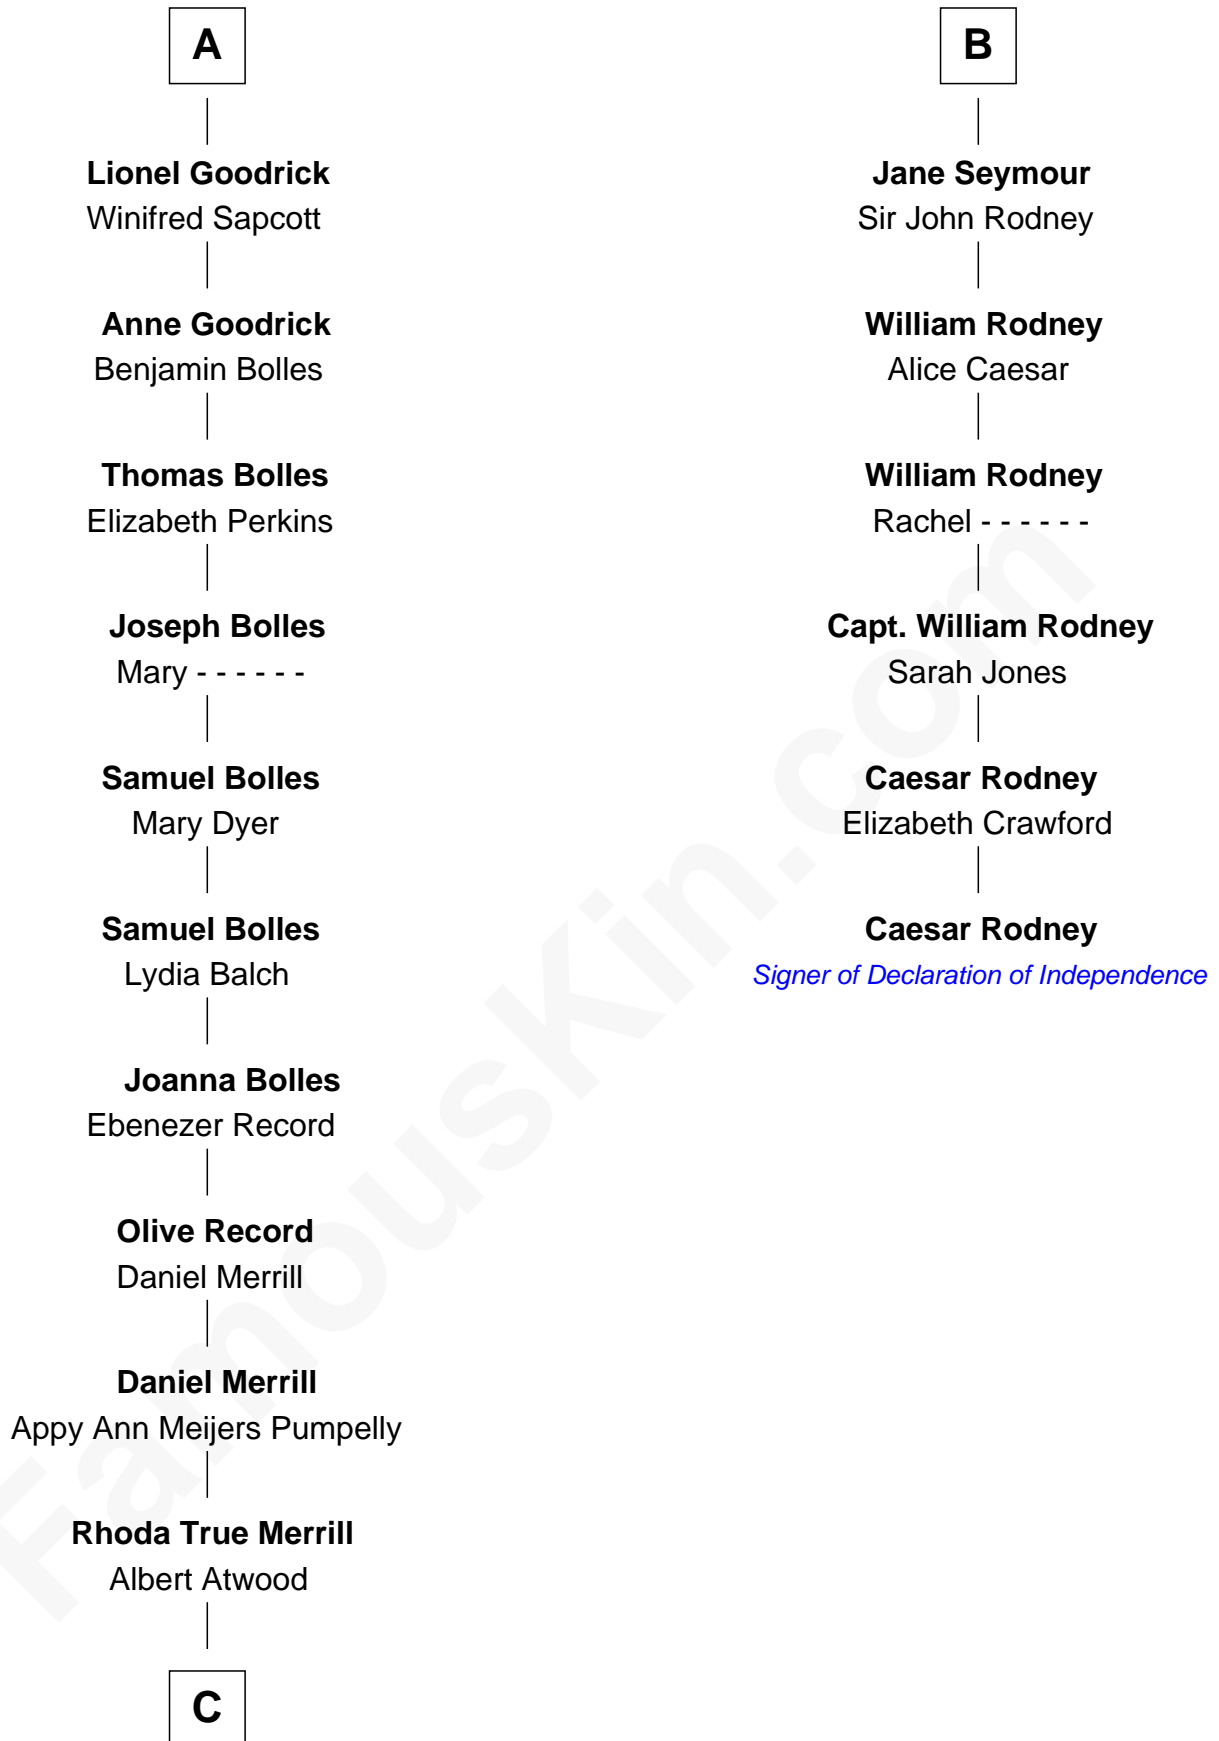 A
Lionel Goodrick
Winifred Sapcott
Anne Goodrick
Benjamin Bolles
Thomas Bolles
Elizabeth Perkins
Joseph Bolles
Mary - - - - - -
Samuel Bolles
Mary Dyer
Samuel Bolles
Lydia Balch
Joanna Bolles
Ebenezer Record
Olive Record
Daniel Merrill
Daniel Merrill
Appy Ann Meijers Pumpelly
Rhoda True Merrill
Albert Atwood
C
B
Jane Seymour
Sir John Rodney
William Rodney
Alice Caesar
William Rodney
Rachel - - - - - -
Capt. William Rodney
Sarah Jones
Caesar Rodney
Elizabeth Crawford
Caesar Rodney
Signer of Declaration of Independence
FamousKin.com